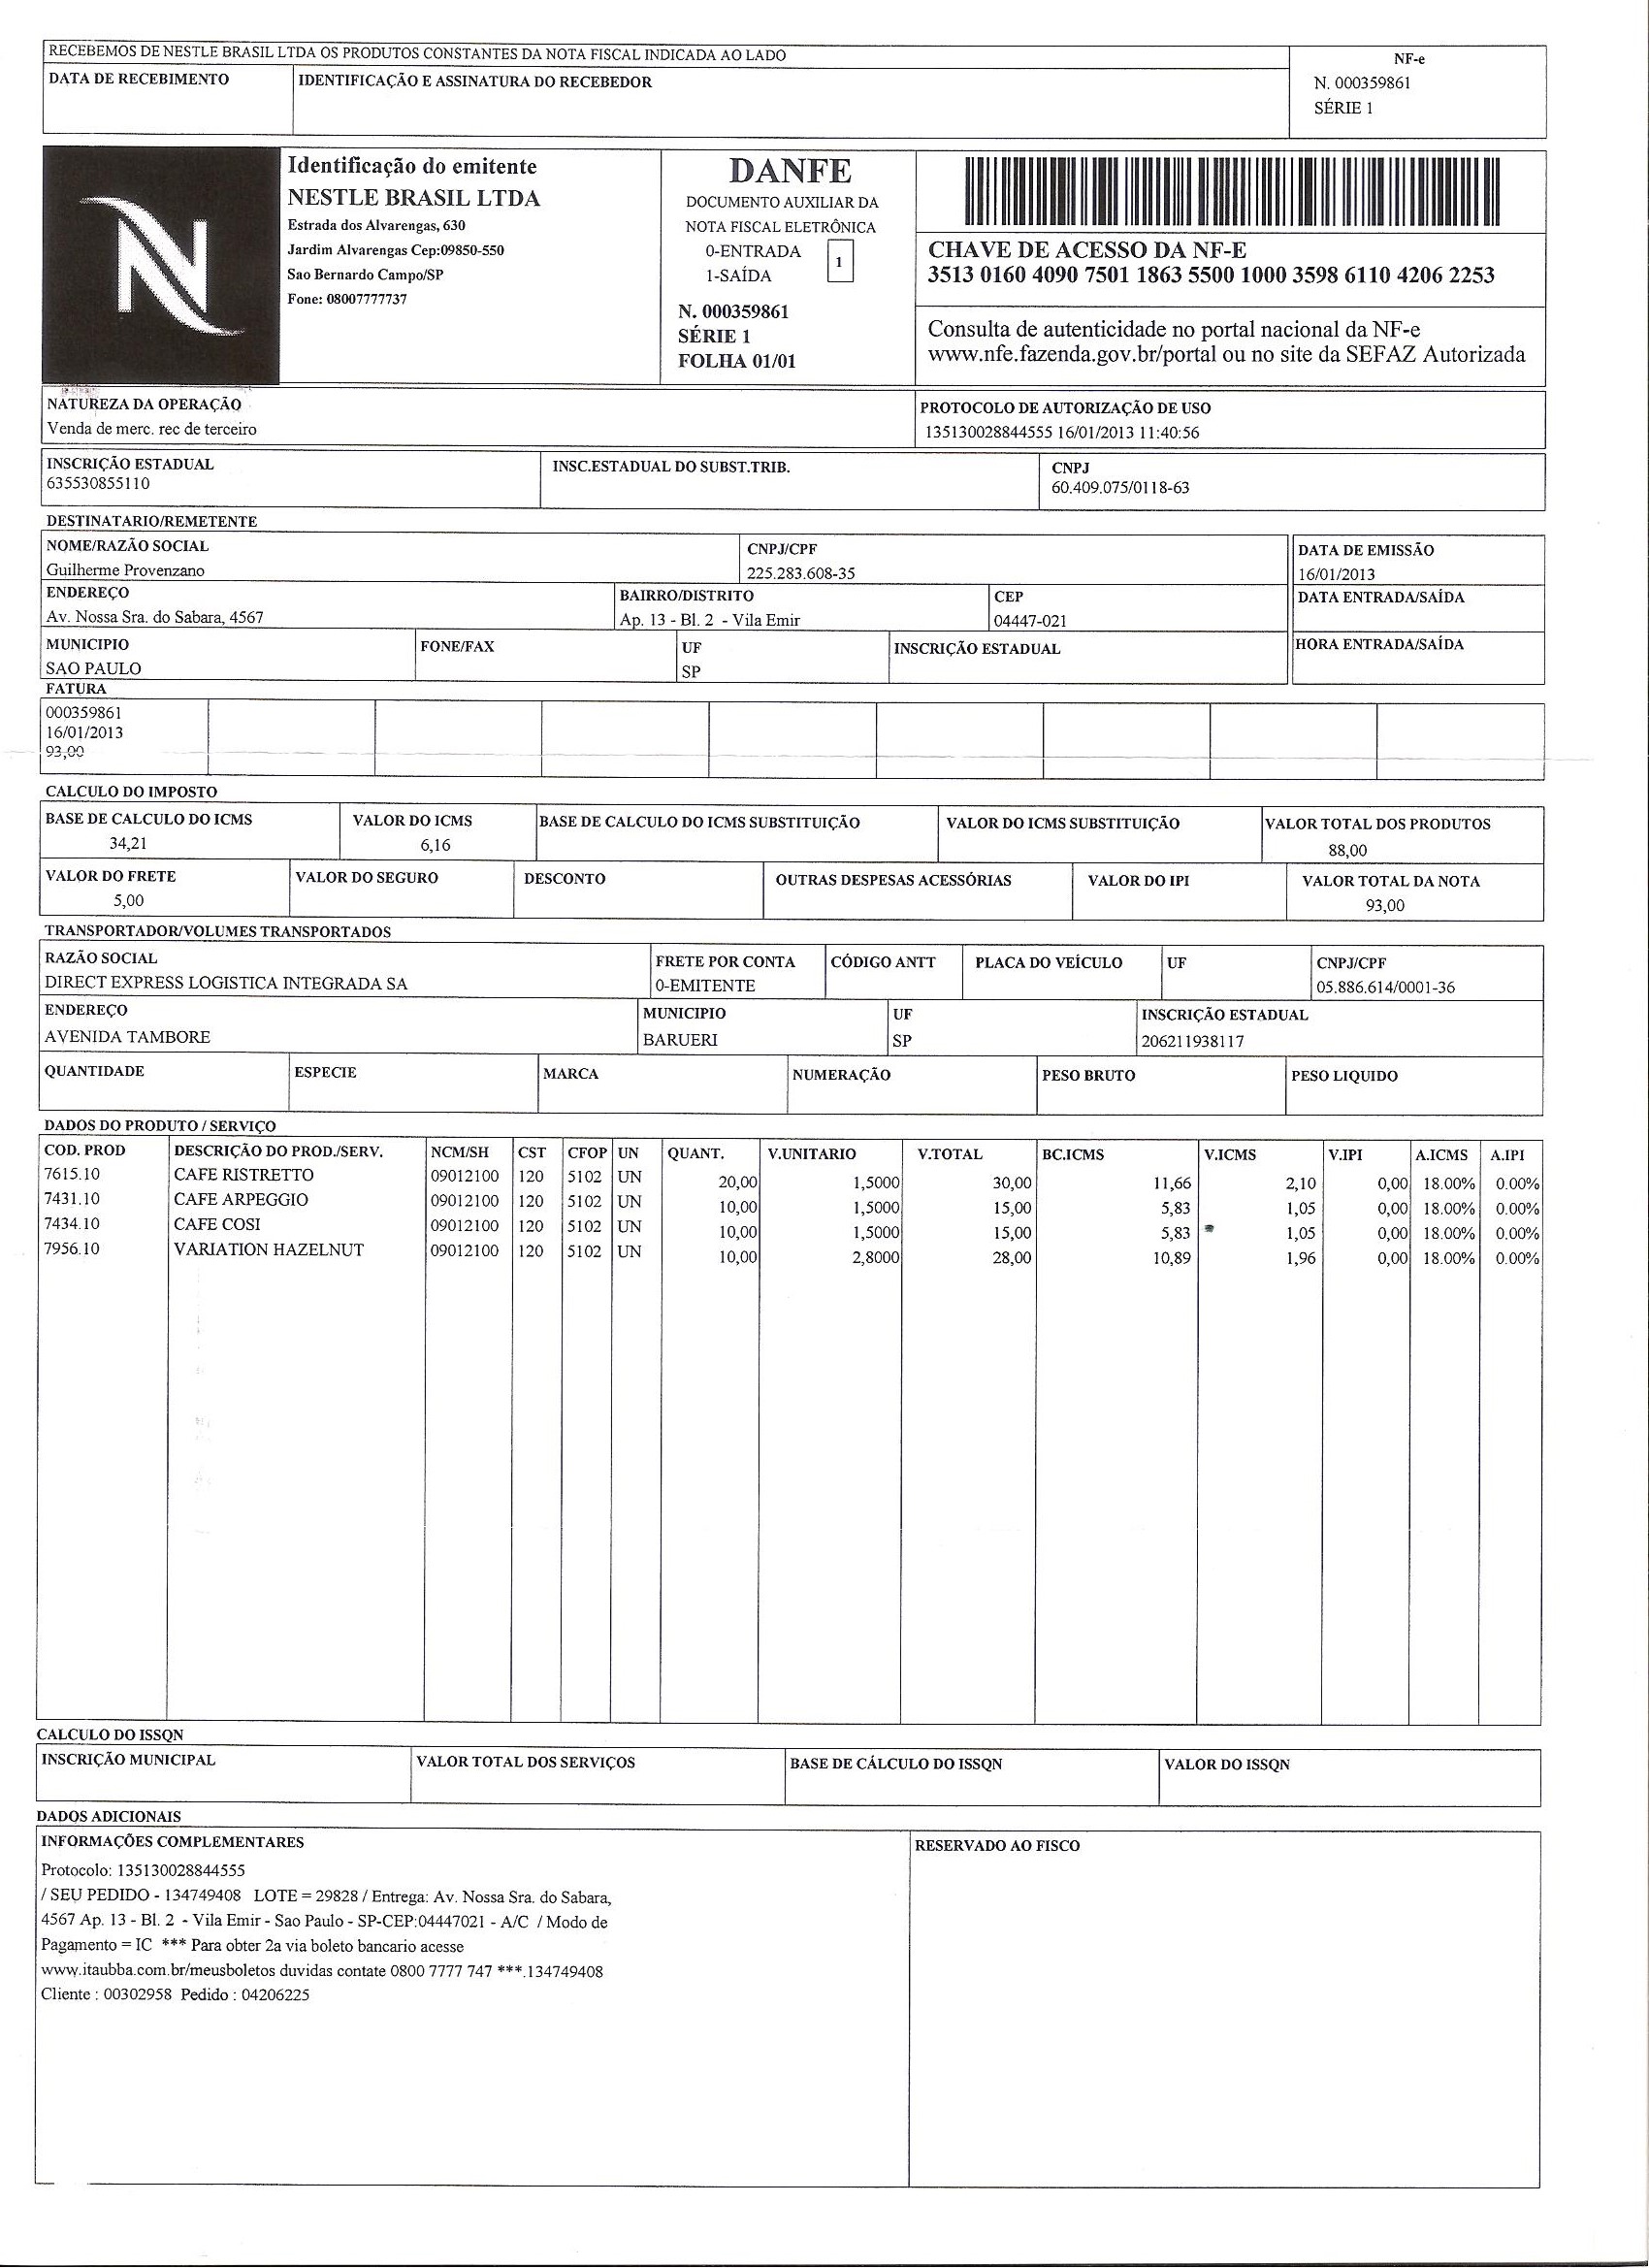 RECEBEMOS DE NESTLE BRASIL LTDA OS PRODUTOS CONSTANTES DA NOTA FISCAL INDICADA AO LADO
DATA DE RECEBIMENTO IDENTIFICAÇÃO E ASSINATURA DO RECEBEDOR
NF-e
N. 000359861
SÉRIE 1
N
Identificação do emitente
NESTLE BRASIL LTDA
Estrada dos Alvarengas, 630
Jardim Alvarengas Cep:09850-550
Sao Bernardo Campo/SP
Fone: 08007777737
DANFE
DOCUMENTO AUXILIAR DA
NOTA FISCAL ELETRÔNICA
0-ENTRADA
1-SAÍDA
1
N. 000359861
SÉRIE 1
FOLHA 01/01
CHAVE DE ACESSO DA NF-E
3513 0160 4090 7501 1863 5500 1000 3598 6110 4206 2253
Consulta de autenticidade no portal nacional da NF-e
www.nfe.fazenda.gov.br/portal ou no site da SEFAZ Autorizada
NATUREZA DA OPERAÇÃO PROTOCOLO DE AUTORIZAÇÃO DE USO
Venda de merc. rec de terceiro 135130028844555 16/01/2013 11:40:56
INSCRIÇÃO ESTADUAL INSC.ESTADUAL DO SUBST.TRIB. CNPJ
635530855110 60.409.075/0118-63
DESTINATARIO/REMETENTE
NOME/RAZÃO SOCIAL CNPJ/CPF DATA DE EMISSÃO
Guilherme Provenzano 225.283.608-35 16/01/2013
ENDEREÇO BAIRRO/DISTRITO CEP DATA ENTRADA/SAÍDA
Av. Nossa Sra. do Sabara, 4567 Ap. 13 - Bl. 2 - Vila Emir 04447-021
MUNICIPIO FONE/FAX UF INSCRIÇÃO ESTADUAL HORA ENTRADA/SAÍDA
SAO PAULO SP
FATURA
000359861
16/01/2013
93,00
CALCULO DO IMPOSTO
BASE DE CALCULO DO ICMS VALOR DO ICMS BASE DE CALCULO DO ICMS SUBSTITUIÇÃO VALOR DO ICMS SUBSTITUIÇÃO VALOR TOTAL DOS PRODUTOS
34,21 6,16 88,00
VALOR DO FRETE VALOR DO SEGURO DESCONTO OUTRAS DESPESAS ACESSÓRIAS VALOR DO IPI VALOR TOTAL DA NOTA
5,00 93,00
TRANSPORTADOR/VOLUMES TRANSPORTADOS
RAZÃO SOCIAL FRETE POR CONTA CÓDIGO ANTT PLACA DO VEÍCULO UF CNPJ/CPF
DIRECT EXPRESS LOGISTICA INTEGRADA SA 0-EMITENTE 05.886.614/0001-36
ENDEREÇO MUNICIPIO UF INSCRIÇÃO ESTADUAL
AVENIDA TAMBORE BARUERI SP 206211938117
QUANTIDADE ESPECIE MARCA NUMERAÇÃO PESO BRUTO PESO LIQUIDO
DADOS DO PRODUTO / SERVIÇO
COD. PROD DESCRIÇÃO DO PROD./SERV. NCM/SH CST CFOP UN QUANT. V.UNITARIO V.TOTAL BC.ICMS V.ICMS V.IPI A.ICMS A.IPI
7615.10 CAFE RISTRETTO 09012100 120 5102 UN 20,00 1,5000 30,00 11,66 2,10 0,00 18.00% 0.00%
7431.10 CAFE ARPEGGIO 09012100 120 5102 UN 10,00 1,5000 15,00 5,83 1,05 0,00 18.00% 0.00%
7434.10 CAFE COSI 09012100 120 5102 UN 10,00 1,5000 15,00 5,83 1,05 0,00 18.00% 0.00%
7956.10 VARIATION HAZELNUT 09012100 120 5102 UN 10,00 2,8000 28,00 10,89 1,96 0,00 18.00% 0.00%
CALCULO DO ISSQN
INSCRIÇÃO MUNICIPAL VALOR TOTAL DOS SERVIÇOS BASE DE CÁLCULO DO ISSQN VALOR DO ISSQN
DADOS ADICIONAIS
INFORMAÇÕES COMPLEMENTARES RESERVADO AO FISCO
Protocolo: 135130028844555
/ SEU PEDIDO - 134749408 LOTE = 29828 / Entrega: Av. Nossa Sra. do Sabara,
4567 Ap. 13 - Bl. 2 - Vila Emir - Sao Paulo - SP-CEP:04447021 - A/C / Modo de
Pagamento = IC *** Para obter 2a via boleto bancario acesse
www.itaubba.com.br/meusboletos duvidas contate 0800 7777 747 ***.134749408
Cliente : 00302958 Pedido : 04206225